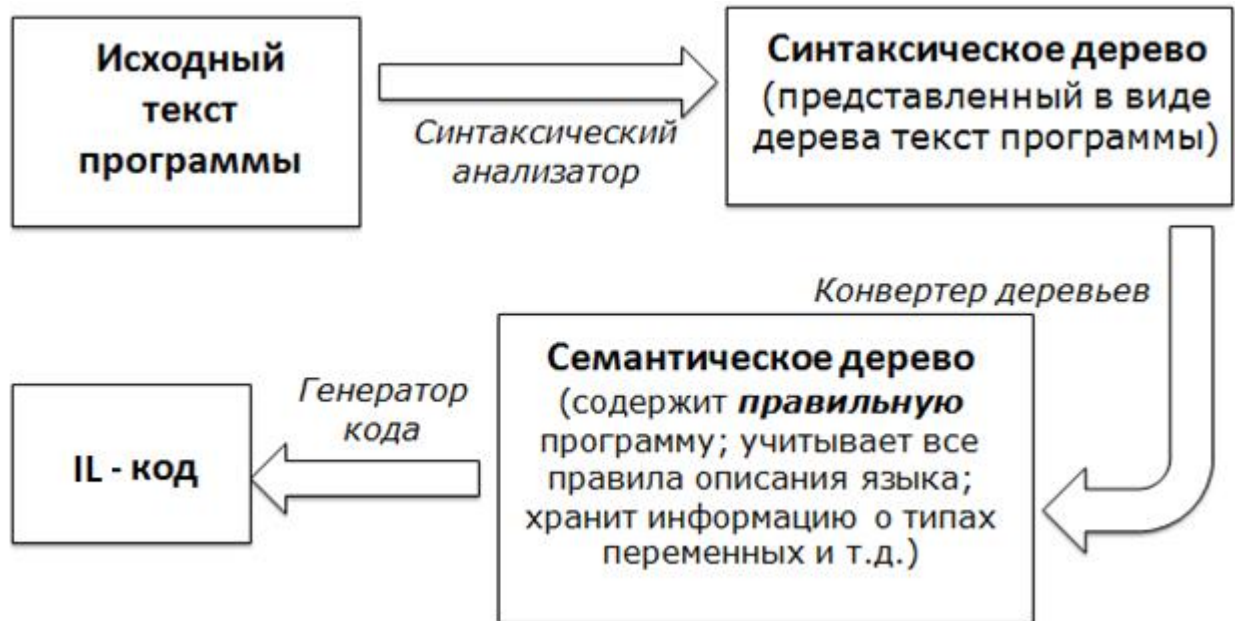 Исходный
текст
программы
Синтаксический
анализатор
Синтаксическое дерево
(представленный в виде
дерева текст программы)
Конвертер деревьев
Семантическое дерево
(содержит правильную
программу; учитывает все
правила описания языка;
хранит информацию о типах
переменных и т.д.)
Генератор
кода
IL - код